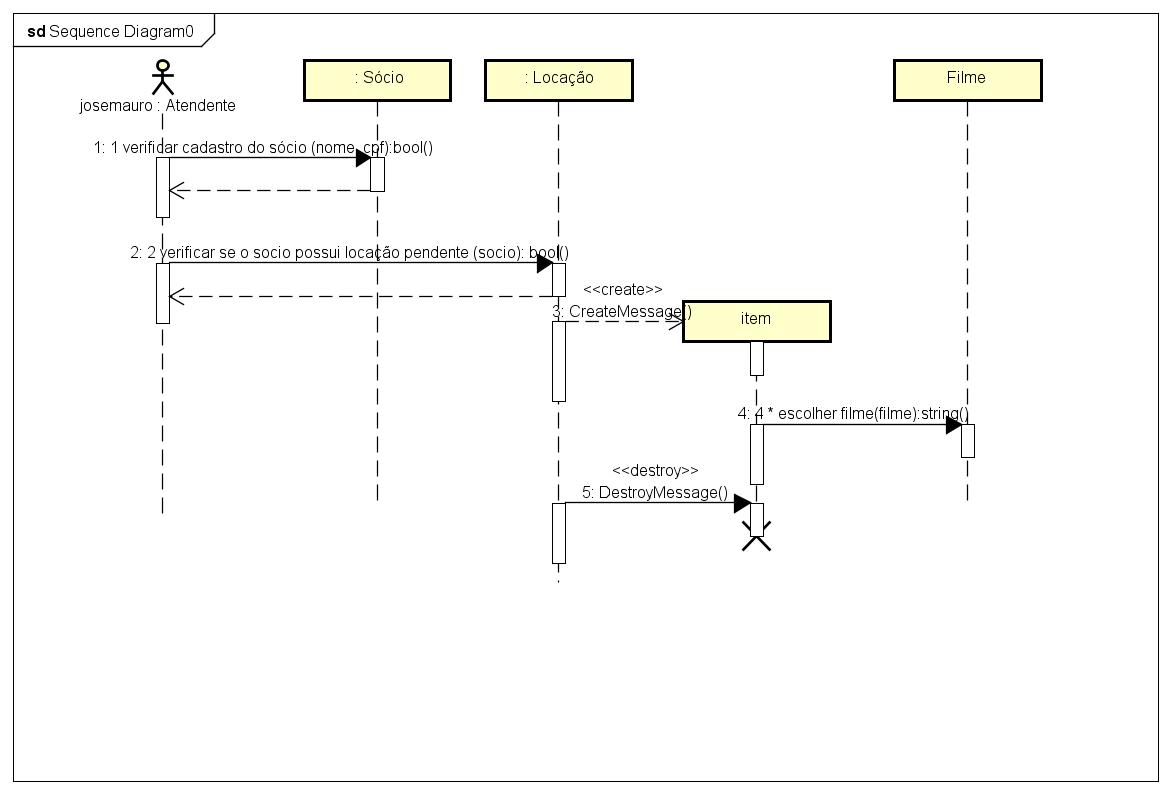 sd Sequence Diagram0
: Sócio
: Locação
Filme
josemauro : Atendente
1: 1 verificar cadastro do sócio (nome, cpf):bool()
2: 2 verificar se o socio possui locação pendente (socio): bool()
<<create>>
3: CreateMessage()
item
4: 4 * escolher filme(filme):string()
<<destroy>>
5: DestroyMessage()